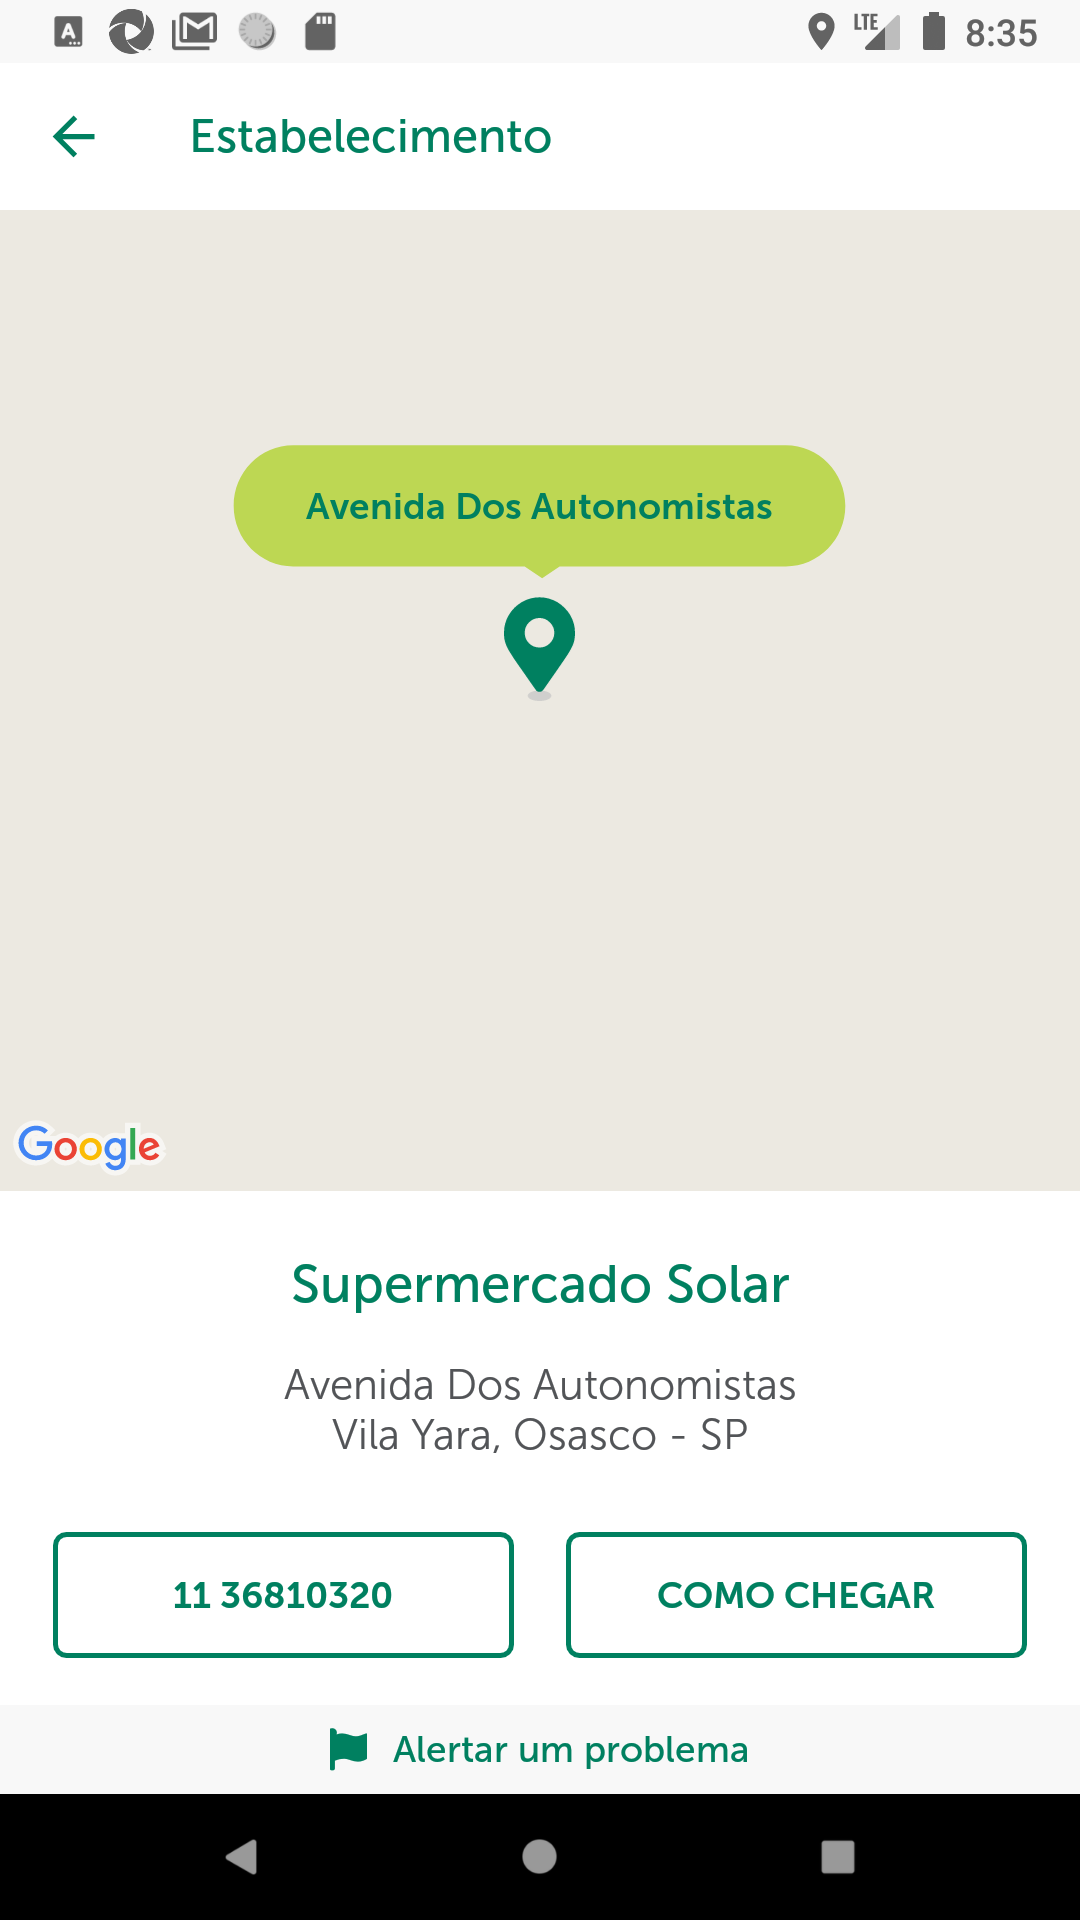 LTE 8:35
Estabelecimento
Avenida Dos Autonomistas
Google
Supermercado Solar
Avenida Dos Autonomistas
Vila Yara, Osasco - SP
11 36810320
COMO CHEGAR
Alertar um problema